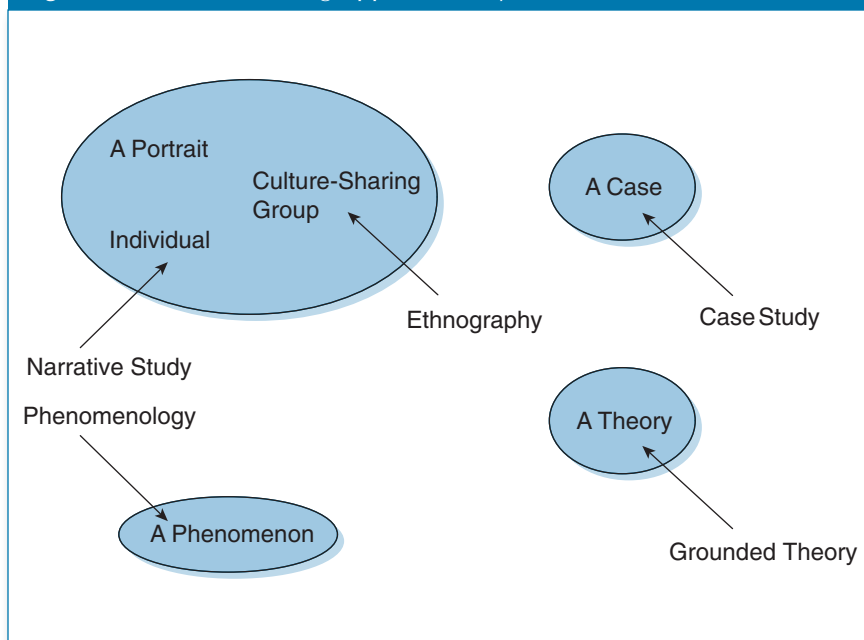 A Portrait
Culture-Sharing
Group
Individual
A Case
Ethnography
Case Study
Narrative Study
Phenomenology
A Theory
A Phenomenon
Grounded Theory